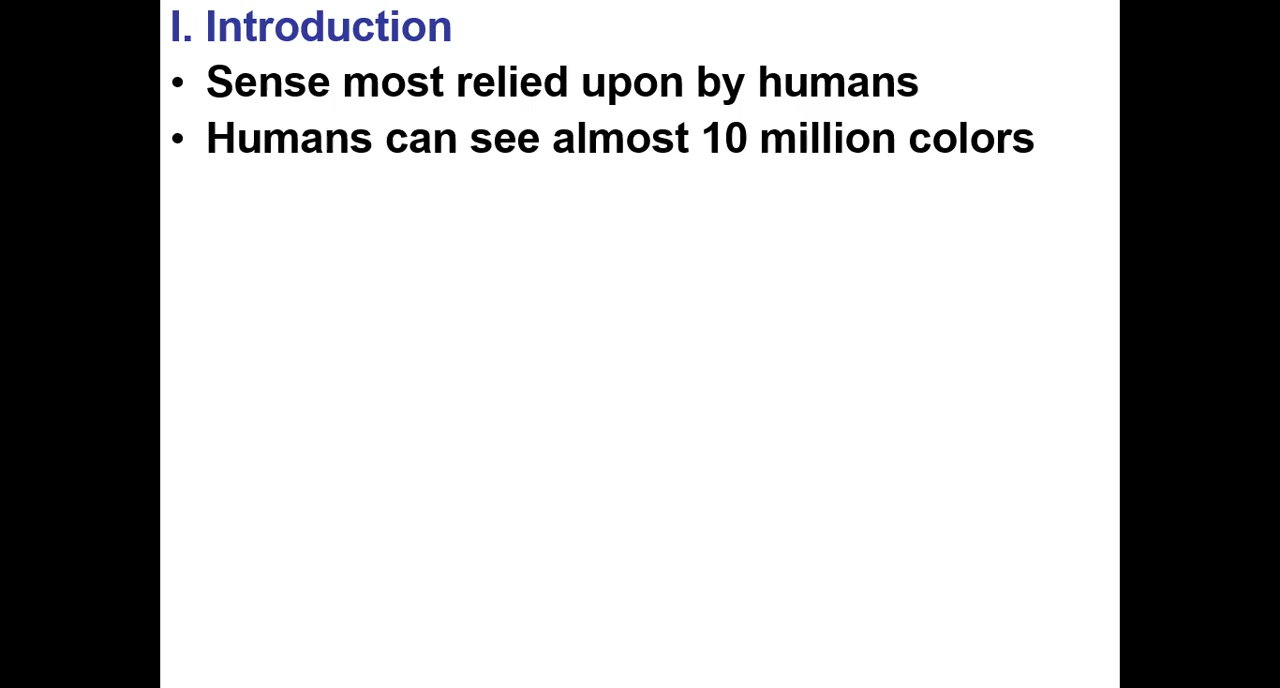 I. Introduction
• Sense most relied upon by humans
• Humans can see almost 10 million colors